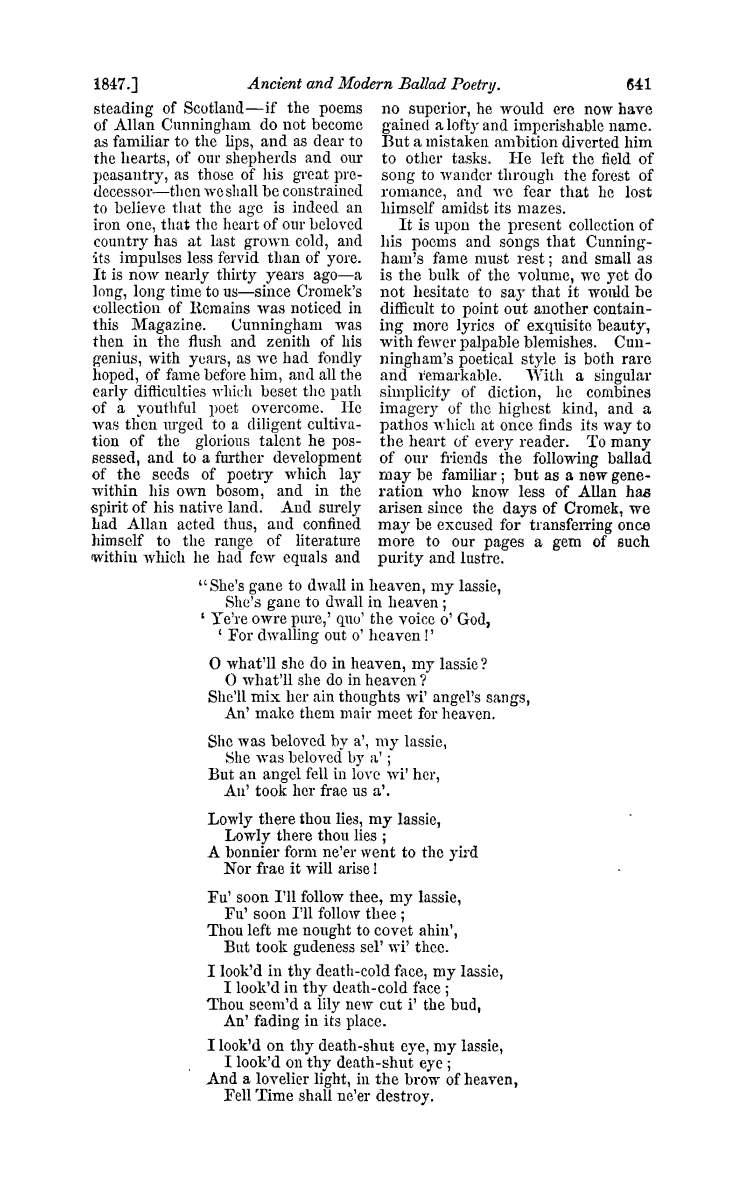 1847.] Ancient and Modern Ballad Poetry. 641
steading of Scotland—if the poems
of Allan Cunningham do not become
as familiar to the lips, and as dear to
the hearts, of our shepherds and our
peasantry, as those of his great pre-
decessor—then we shall be constrained
to believe that the age is indeed an
iron one, that the heart of our beloved
country has at last grown cold, and
its impulses less fervid than of yore.
It is now nearly thirty years ago—a
long, long time to us—since Cromek's
collection of Remains was noticed in
this Magazine. Cunningham was
then in the flush and zenith of his
genius, with years, as we had fondly
hoped, of fame before him, and all the
early difficulties which beset the path
of a youthful poet overcome. He
was then urged to a diligent cultiva-
tion of the glorious talent he pos-
sessed, and to a further development
of the seeds of poetry which lay
within his own bosom, and in the
spirit of his native land. And surely
had Allan acted thus, and confined
himself to the range of literature
within which he had few equals and
no superior, he would ere now have
gained a lofty and imperishable name.
But a mistaken ambition diverted him
to other tasks. He left the field of
song to wander through the forest of
romance, and we fear that he lost
himself amidst its mazes.
It is upon the present collection of
his poems and songs that Cunning-
ham's fame must rest; and small as
is the bulk of the volume, we yet do
not hesitate to say that it would be
difficult to point out another contain-
ing more lyrics of exquisite beauty,
with fewer palpable blemishes. Cun-
ningham's poetical style is both rare
and remarkable. With a singular
simplicity of diction, he combines
imagery of the highest kind, and a
pathos which at once finds its way to
the heart of every reader. To many
of our friends the following ballad
may be familiar; but as a new gene-
ration who know less of Allan has
arisen since the days of Cromek, we
may be excused for transferring once
more to our pages a gem of such
purity and lustre.
"She's gane to dwall in heaven, my lassie,
She's gane to dwall in heaven;
'Ye're owre pure,' quo' the voice o' God,
'For dwalling out o' heaven!'
O what'll she do in heaven, my lassie?
O what'll she do in heaven?
She'll mix her ain thoughts wi' angel's sangs,
An' make them mair meet for heaven.
She was beloved by a', my lassie,
She was beloved by a';
But an angel fell in love wi' her,
An' took her frae us a'.
Lowly there thou lies, my lassie,
Lowly there thou lies;
A bonnier form ne'er went to the yird
Nor frae it will arise!
Fu' soon I'll follow thee, my lassie,
Fu' soon I'll follow thee;
Thou left me nought to covet ahin',
But took gudeness sel' wi' thee.
I look'd in thy death-cold face, my lassie,
I look'd in thy death-cold face;
Thou seem'd a lily new cut i' the bud,
An' fading in its place.
I look'd on thy death-shut eye, my lassie,
I look'd on thy death-shut eye;
And a lovelier light, in the brow of heaven,
Fell Time shall ne'er destroy.